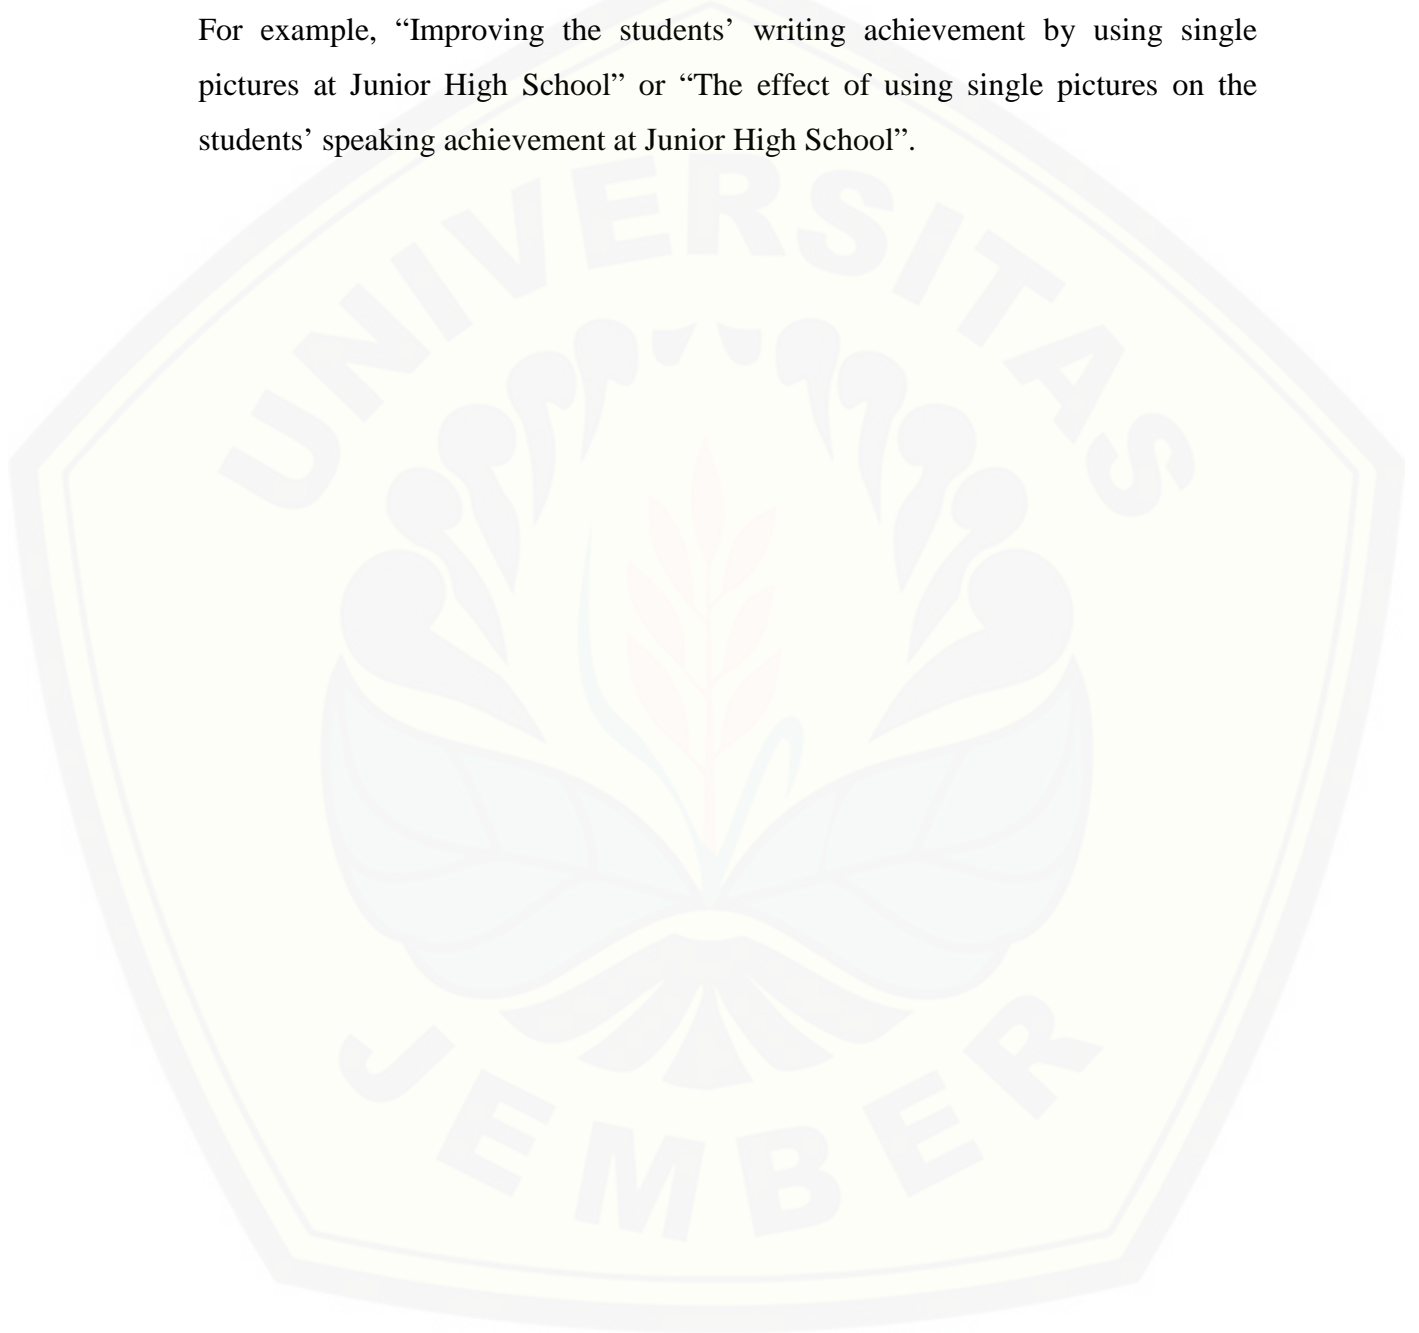 For example, “Improving the students’ writing achievement by using single
pictures at Junior High School” or “The effect of using single pictures on the
students’ speaking achievement at Junior High School”.
UNIVERSITAS
JEMBER